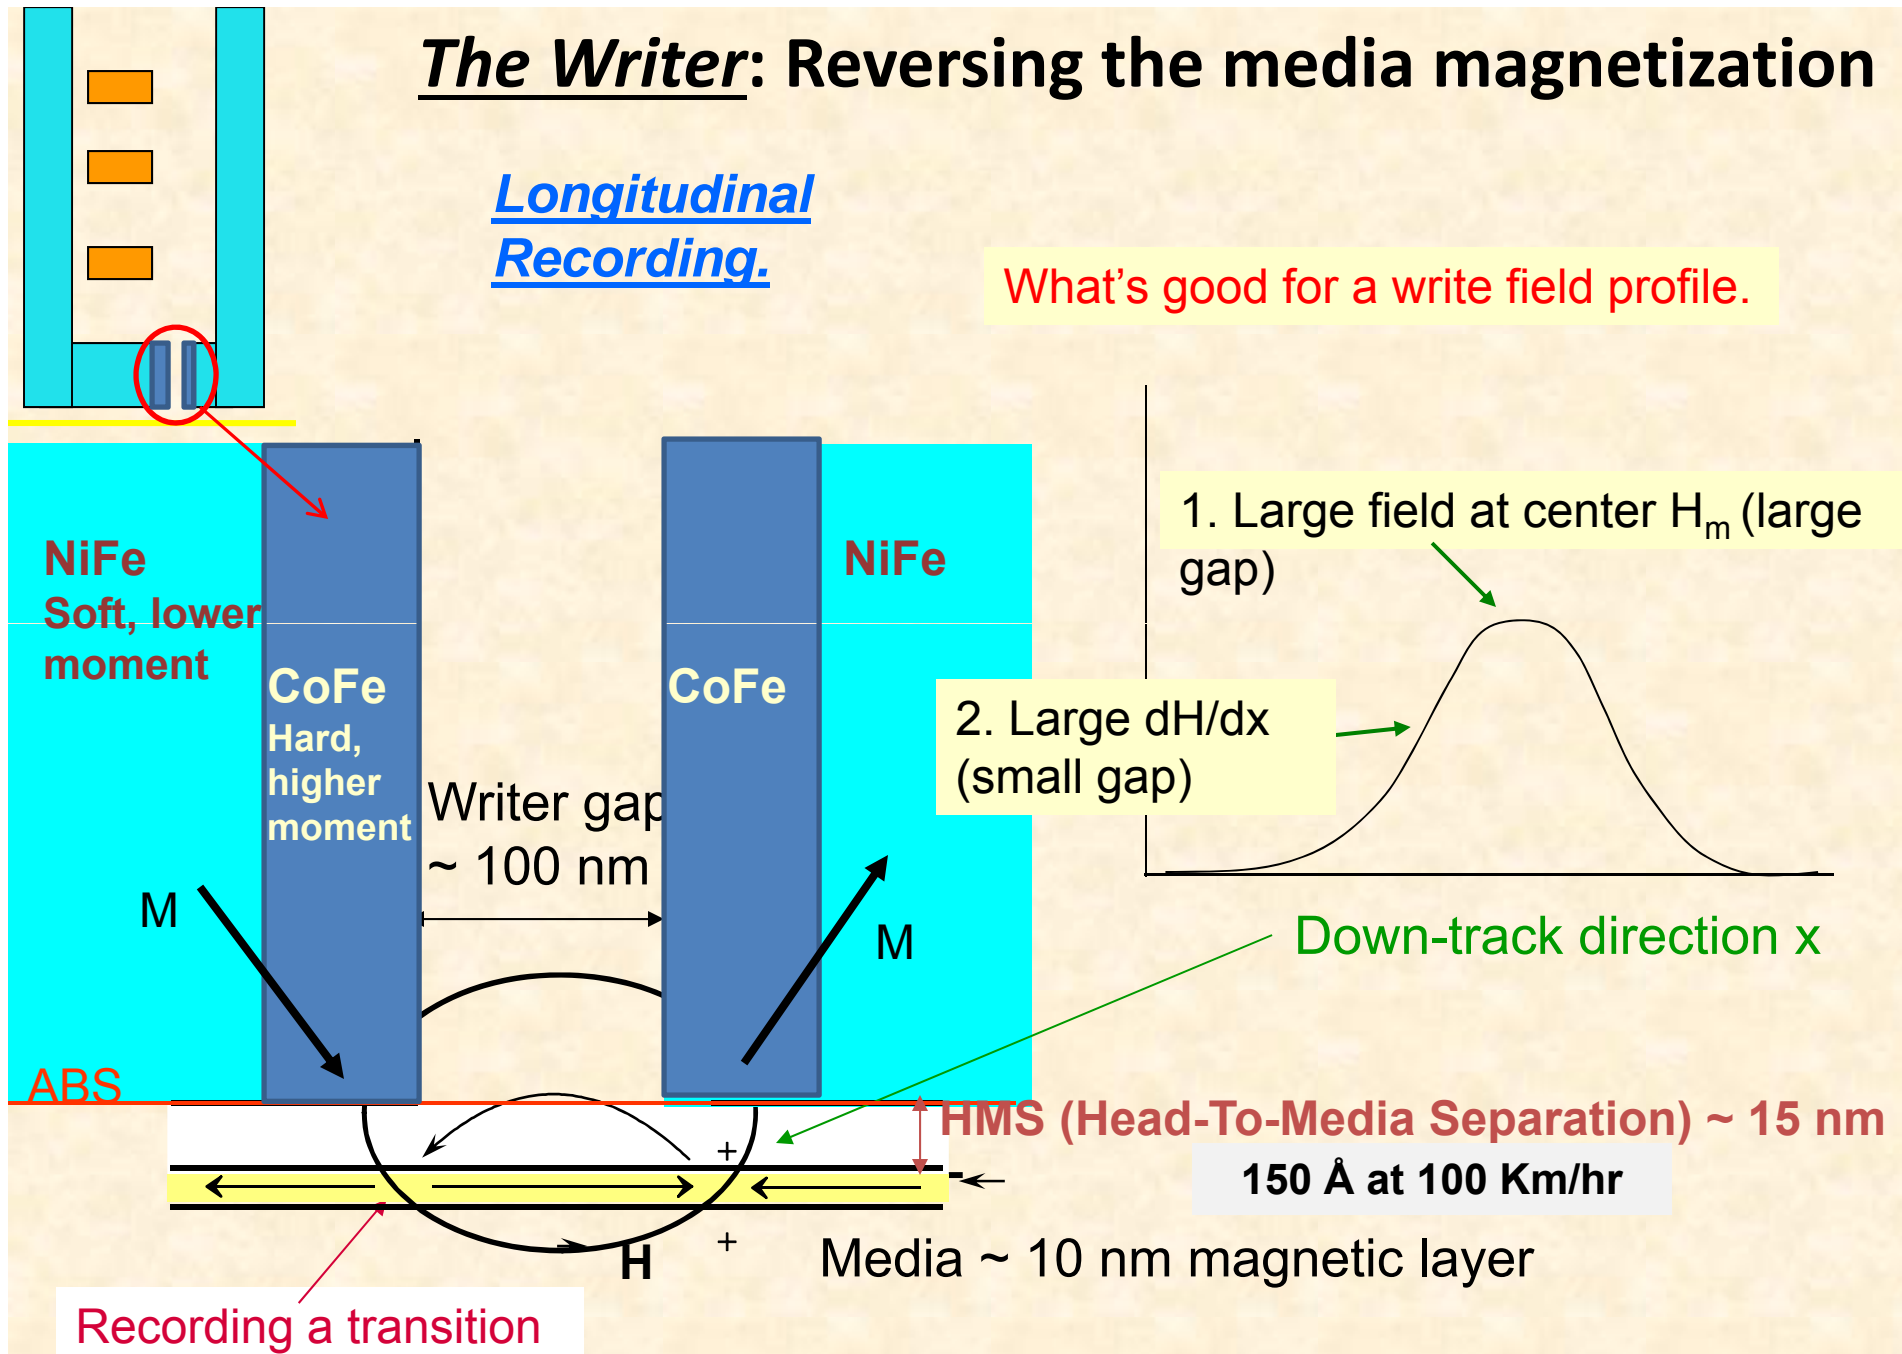 The Writer: Reversing the media magnetization
Longitudinal
Recording.
What's good for a write field profile.
1. Large field at center Hm (large
gap)
2. Large dH/dx
(small gap)
NiFe
Soft, lower
moment
CoFe
Hard,
higher
moment
Writer gap
~ 100 nm
CoFe
NiFe
M
M
Down-track direction x
ABS
HMS (Head-To-Media Separation) ~ 15 nm
150 Å at 100 Km/hr
+
-
+
H
Media ~ 10 nm magnetic layer
Recording a transition